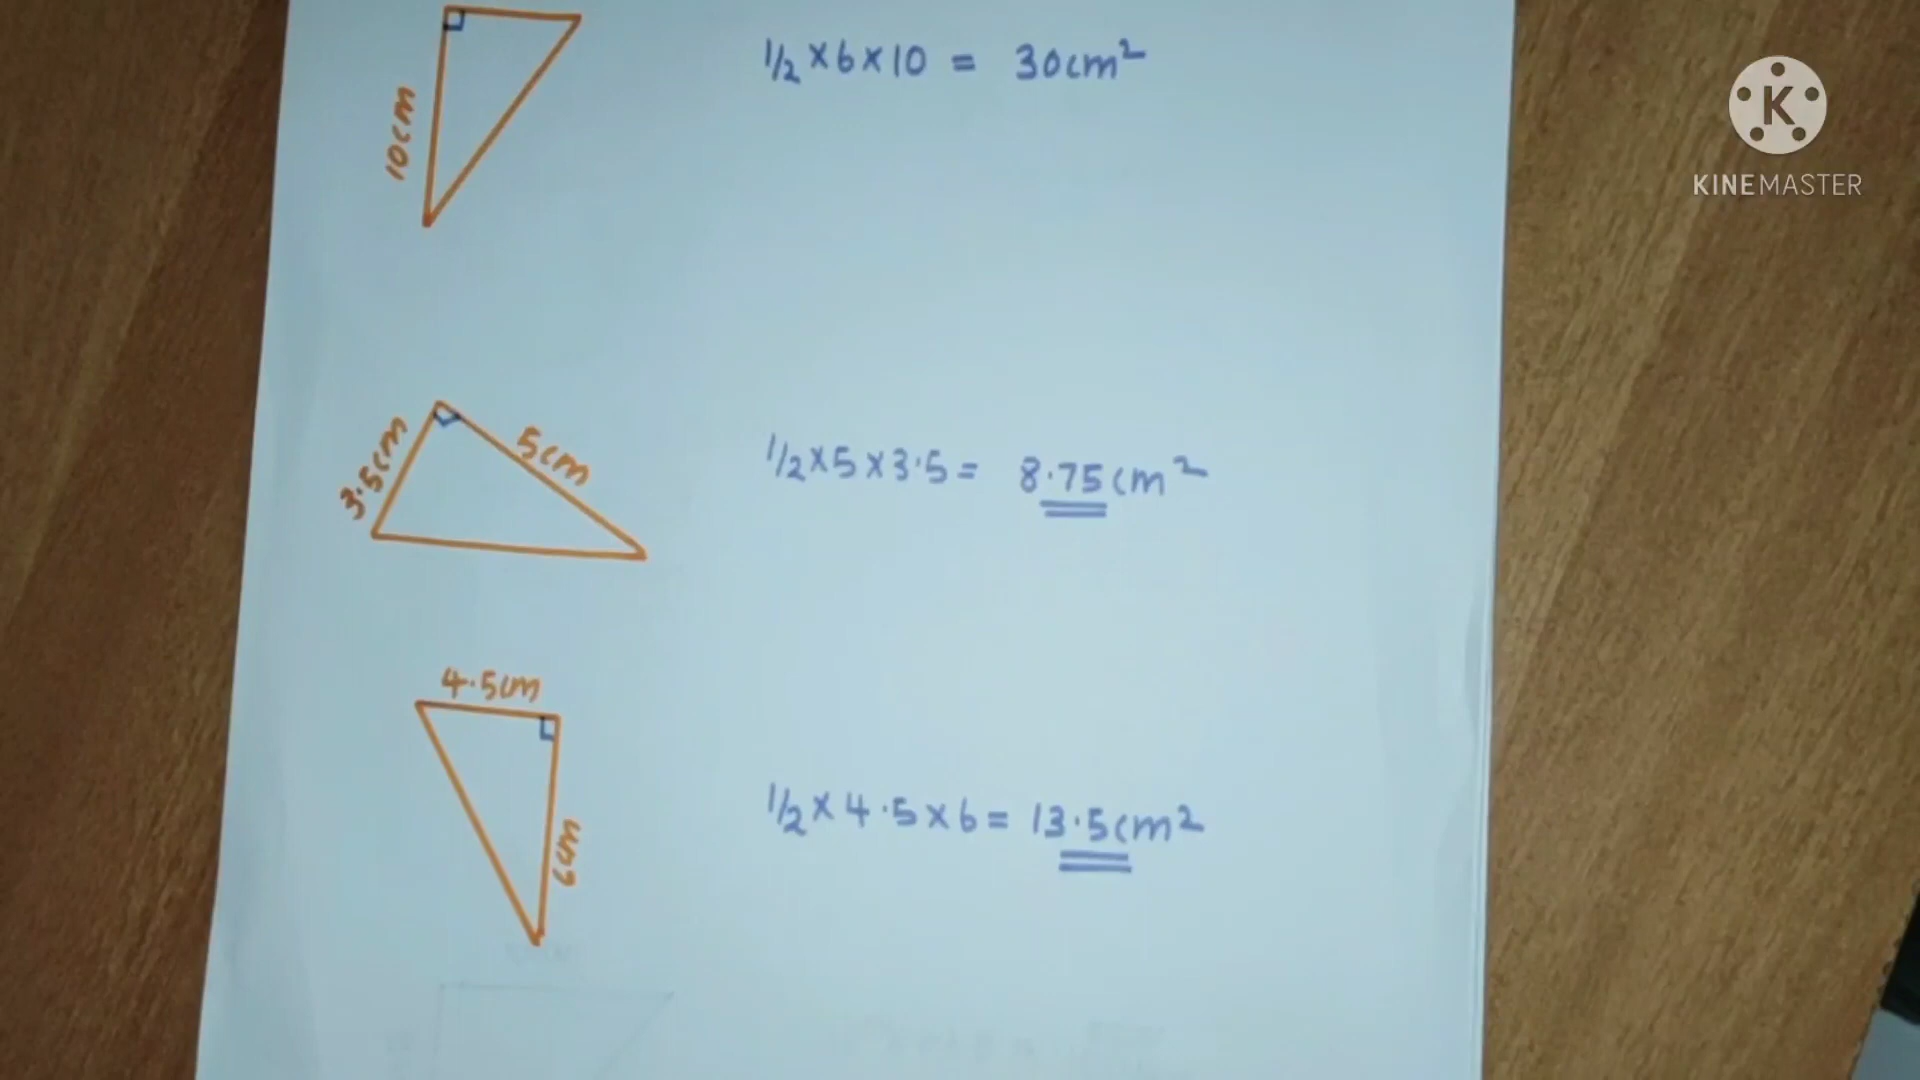 10cm
1/2 × 6 × 10 = 30cm²
K
KINEMASTER
3.5cm
5cm
1/2 × 5 × 3.5 = 8.75cm²
4.5cm
6cm
1/2 × 4.5 × 6 = 13.5cm²